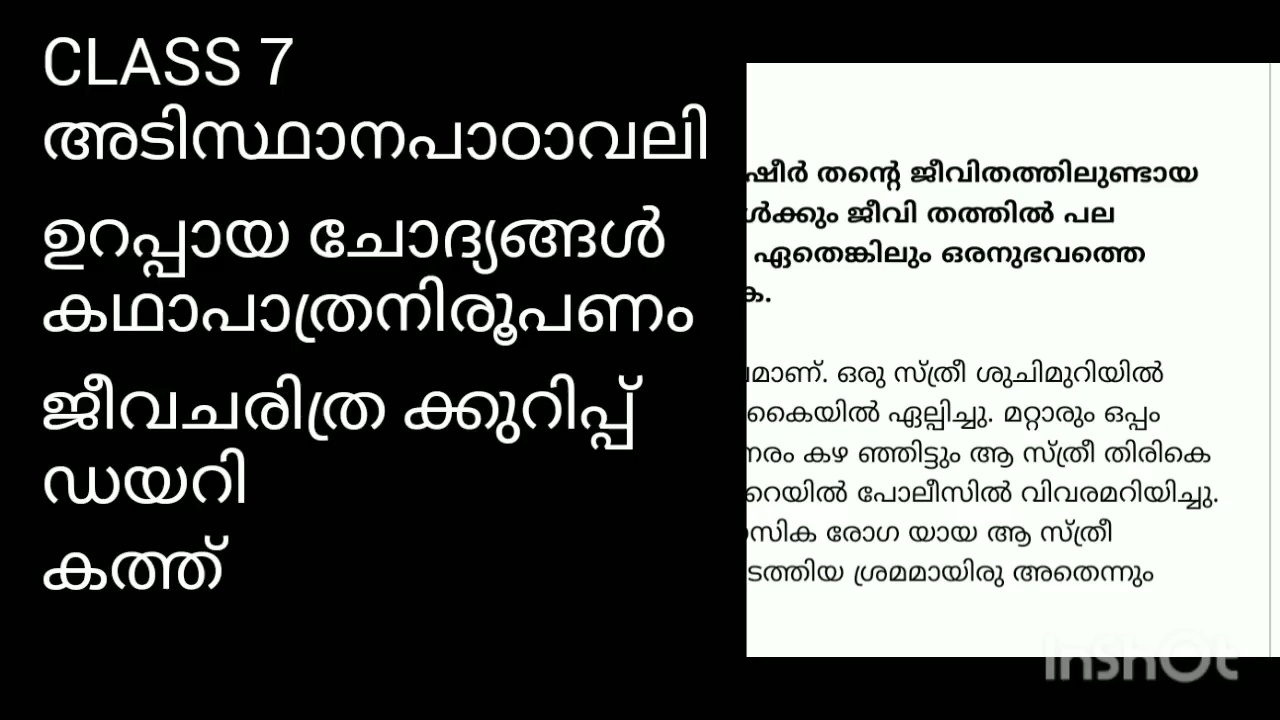 CLASS 7
അടിസ്ഥാനപാഠാവലി
ഉറപ്പായ ചോദ്യങ്ങൾ
കഥാപാത്രനിരൂപണം
ജീവചരിത്ര ക്കുറിപ്പ്
ഡയറി
കത്ത്
ഷീർ തന്റെ ജീവിതത്തിലുണ്ടായ
ൾക്കും ജീവി തത്തിൽ പല
ഏതെങ്കിലും ഒരനുഭവത്തെ
ക.
മാണ്. ഒരു സ്ത്രീ ശുചിമുറിയിൽ
കൈയിൽ ഏല്പിച്ചു. മറ്റാരും ഒപ്പം
നരം കഴ ഞ്ഞിട്ടും ആ സ്ത്രീ തിരികെ
റെയിൽ പോലീസിൽ വിവരമറിയിച്ചു.
സിക രോഗ യായ ആ സ്ത്രീ
ടത്തിയ ശ്രമമായിരു അതെന്നും
InShOt